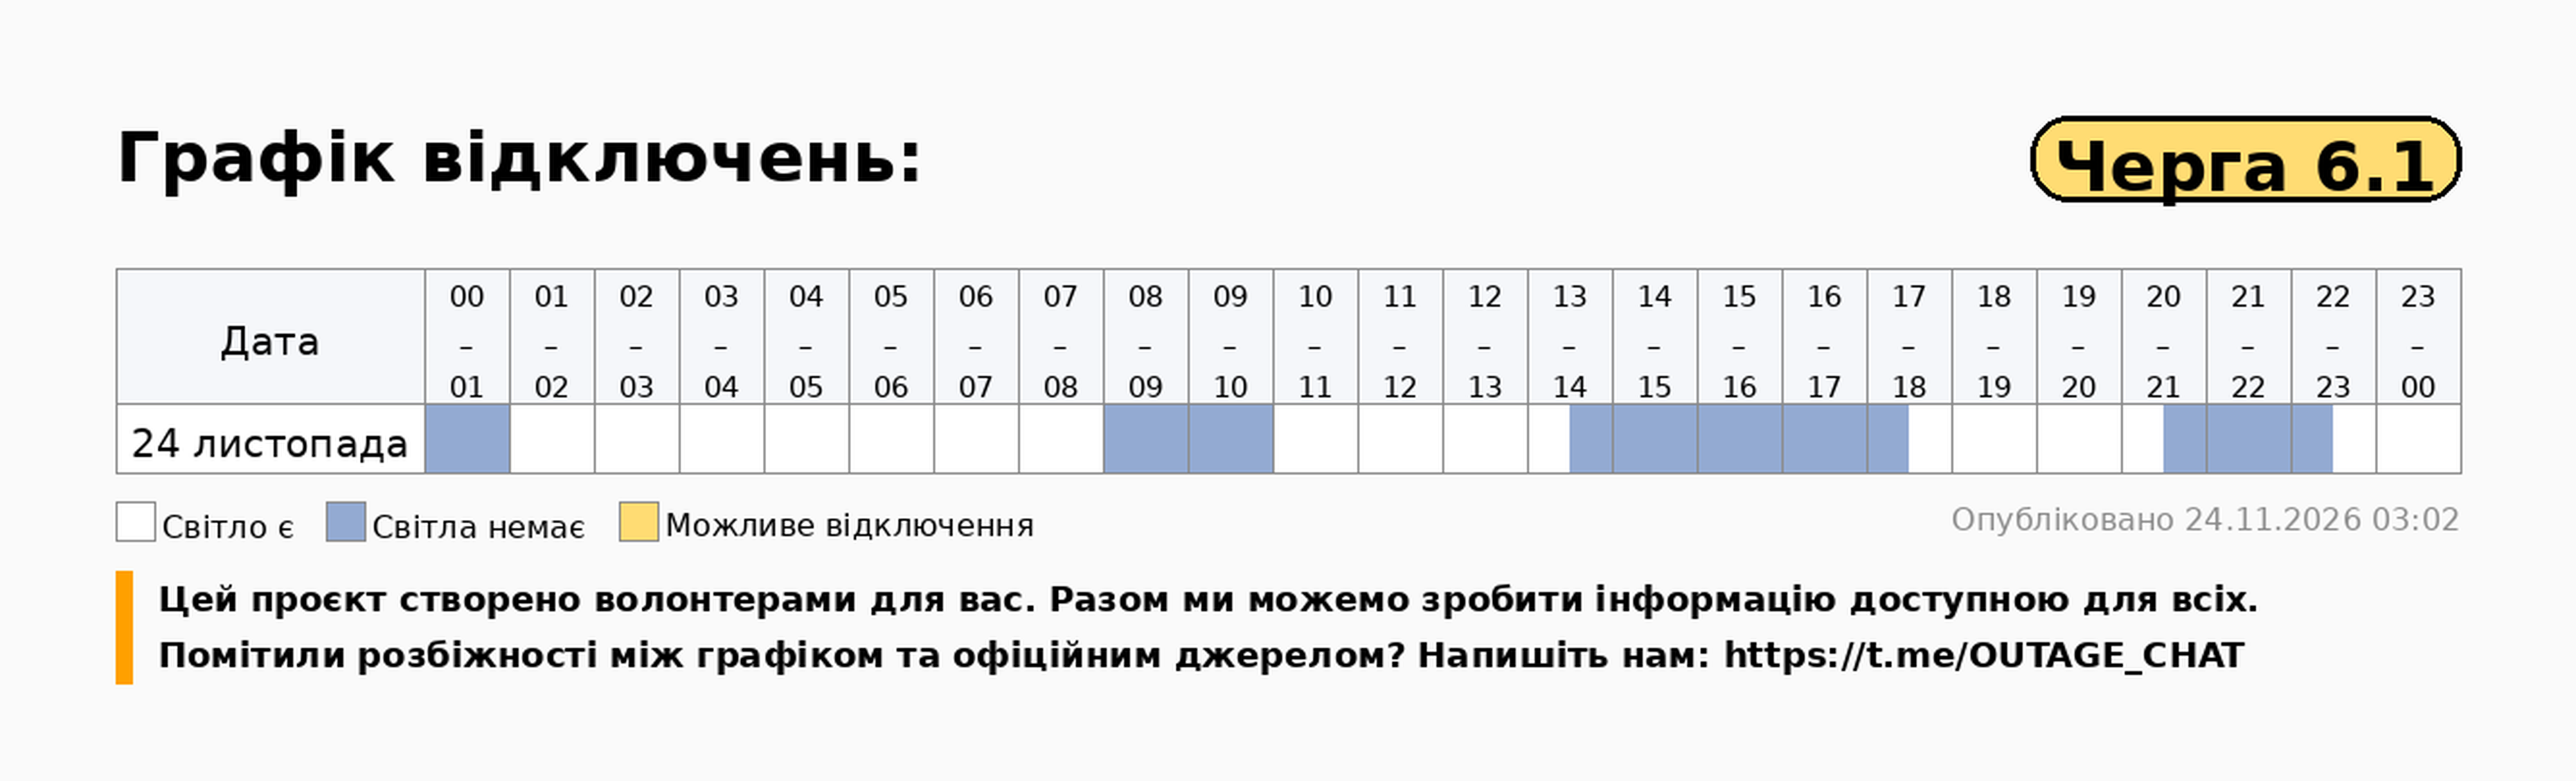 Графік відключень:
Черга 6.1
Дата
00 – 01
01 – 02
02 – 03
03 – 04
04 – 05
05 – 06
06 – 07
07 – 08
08 – 09
09 – 10
10 – 11
11 – 12
12 – 13
13 – 14
14 – 15
15 – 16
16 – 17
17 – 18
18 – 19
19 – 20
20 – 21
21 – 22
22 – 23
23 – 00
24 листопада
Світло є
Світла немає
Можливе відключення
Опубліковано 24.11.2026 03:02
Цей проєкт створено волонтерами для вас. Разом ми можемо зробити інформацію доступною для всіх.
Помітили розбіжності між графіком та офіційним джерелом? Напишіть нам: https://t.me/OUTAGE_CHAT